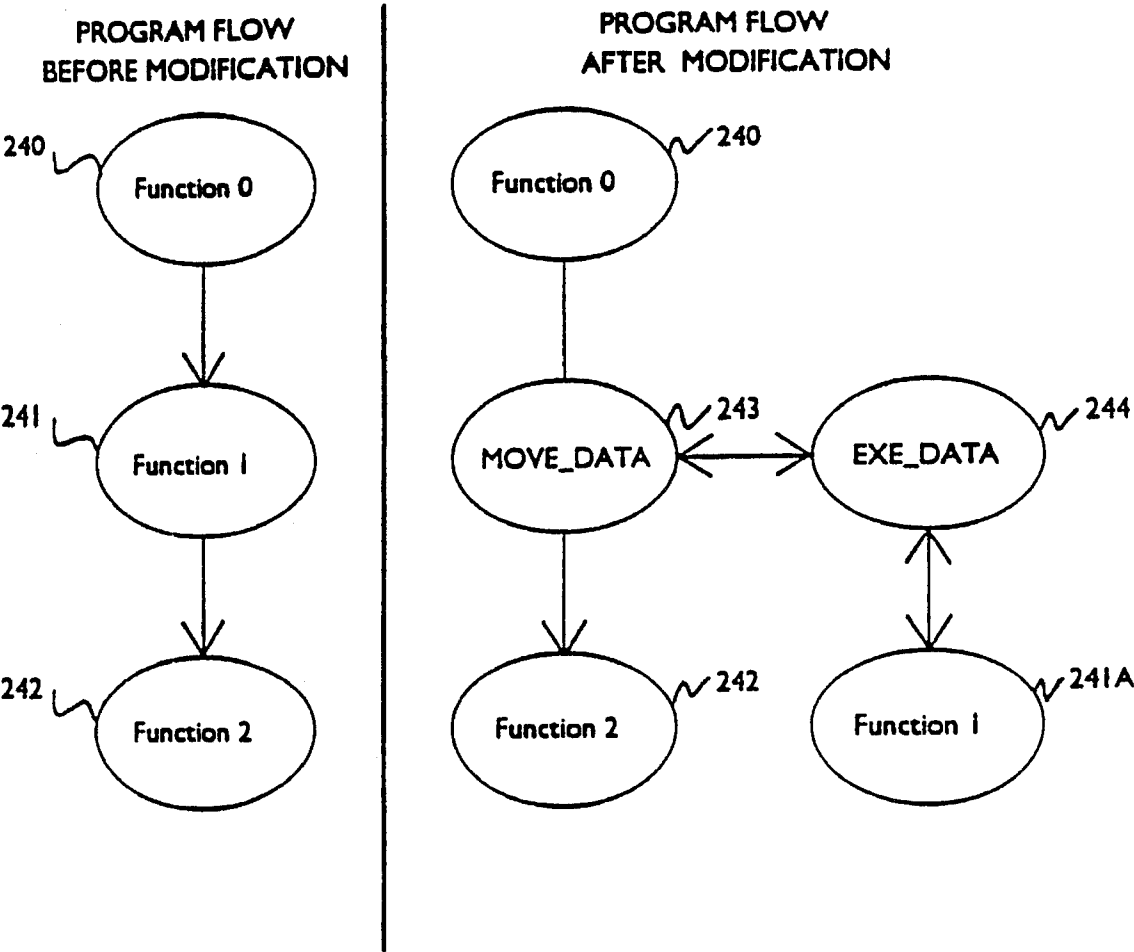 PROGRAM FLOW
BEFORE MODIFICATION
240
Function 0
241
Function 1
242
Function 2
PROGRAM FLOW
AFTER MODIFICATION
240
Function 0
243
MOVE_DATA
244
EXE_DATA
242
Function 2
241A
Function 1